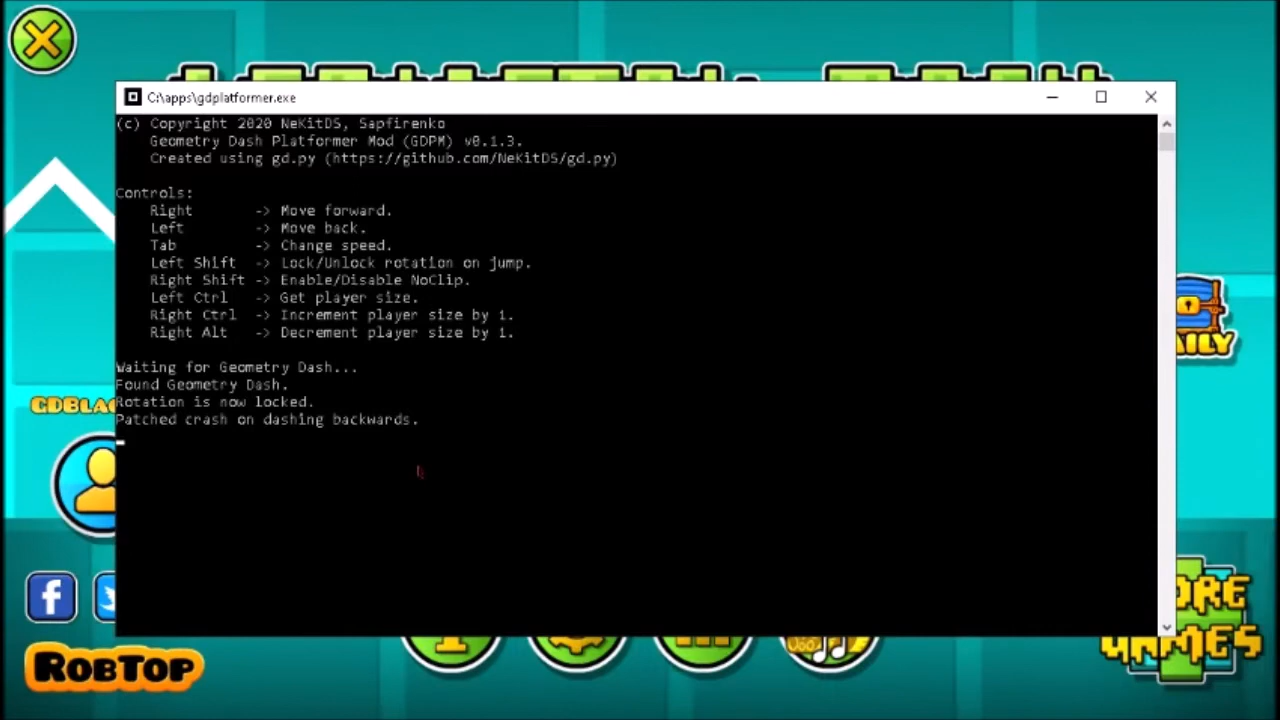 C:\apps\gdplatformer.exe
(c) Copyright 2020 NeKitDS, Sapfirenko
Geometry Dash Platformer Mod (GDPM) v0.1.3.
Created using gd.py (https://github.com/NeKitDS/gd.py)
Controls:
Right -> Move forward.
Left -> Move back.
Tab -> Change speed.
Left Shift -> Lock/Unlock rotation on jump.
Right Shift -> Enable/Disable NoClip.
Left Ctrl -> Get player size.
Right Ctrl -> Increment player size by 1.
Right Alt -> Decrement player size by 1.
Waiting for Geometry Dash...
Found Geometry Dash.
Rotation is now locked.
Patched crash on dashing backwards.
AILY
GDBLAC
f
ORE
GAMES
ROBTOP